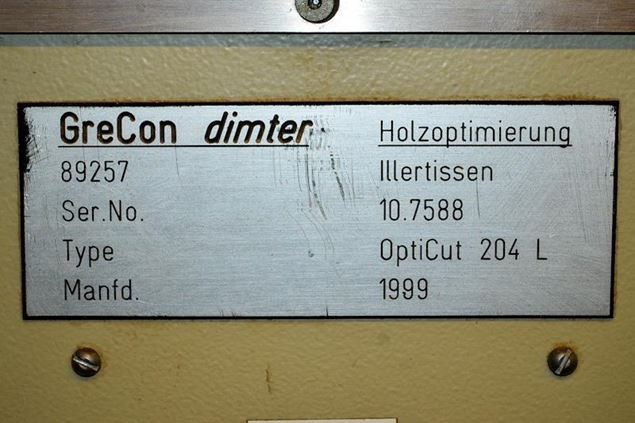 GreCon dimter Holzoptimierung
89257 Illertissen
Ser.No. 10.7588
Type OptiCut 204 L
Manfd. 1999